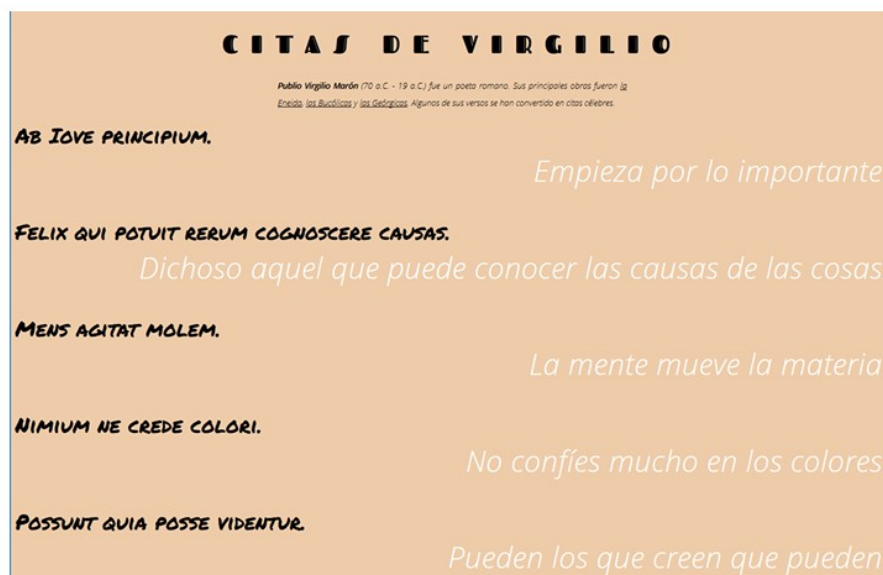 CITAS DE VIRGILIO
Publio Virgilio Marón (70 a.C. - 19 a.C.) fue un poeta romano. Sus principales obras fueron la
Eneida, las Bucólicas y las Geórgicas. Algunos de sus versos se han convertido en citas célebres.
Ab Iove principium.
Empieza por lo importante
Felix qui potuit rerum cognoscere causas.
Dichoso aquel que puede conocer las causas de las cosas
Mens agitat molem.
La mente mueve la materia
Nimium ne crede colori.
No confíes mucho en los colores
Possunt quia posse videntur.
Pueden los que creen que pueden